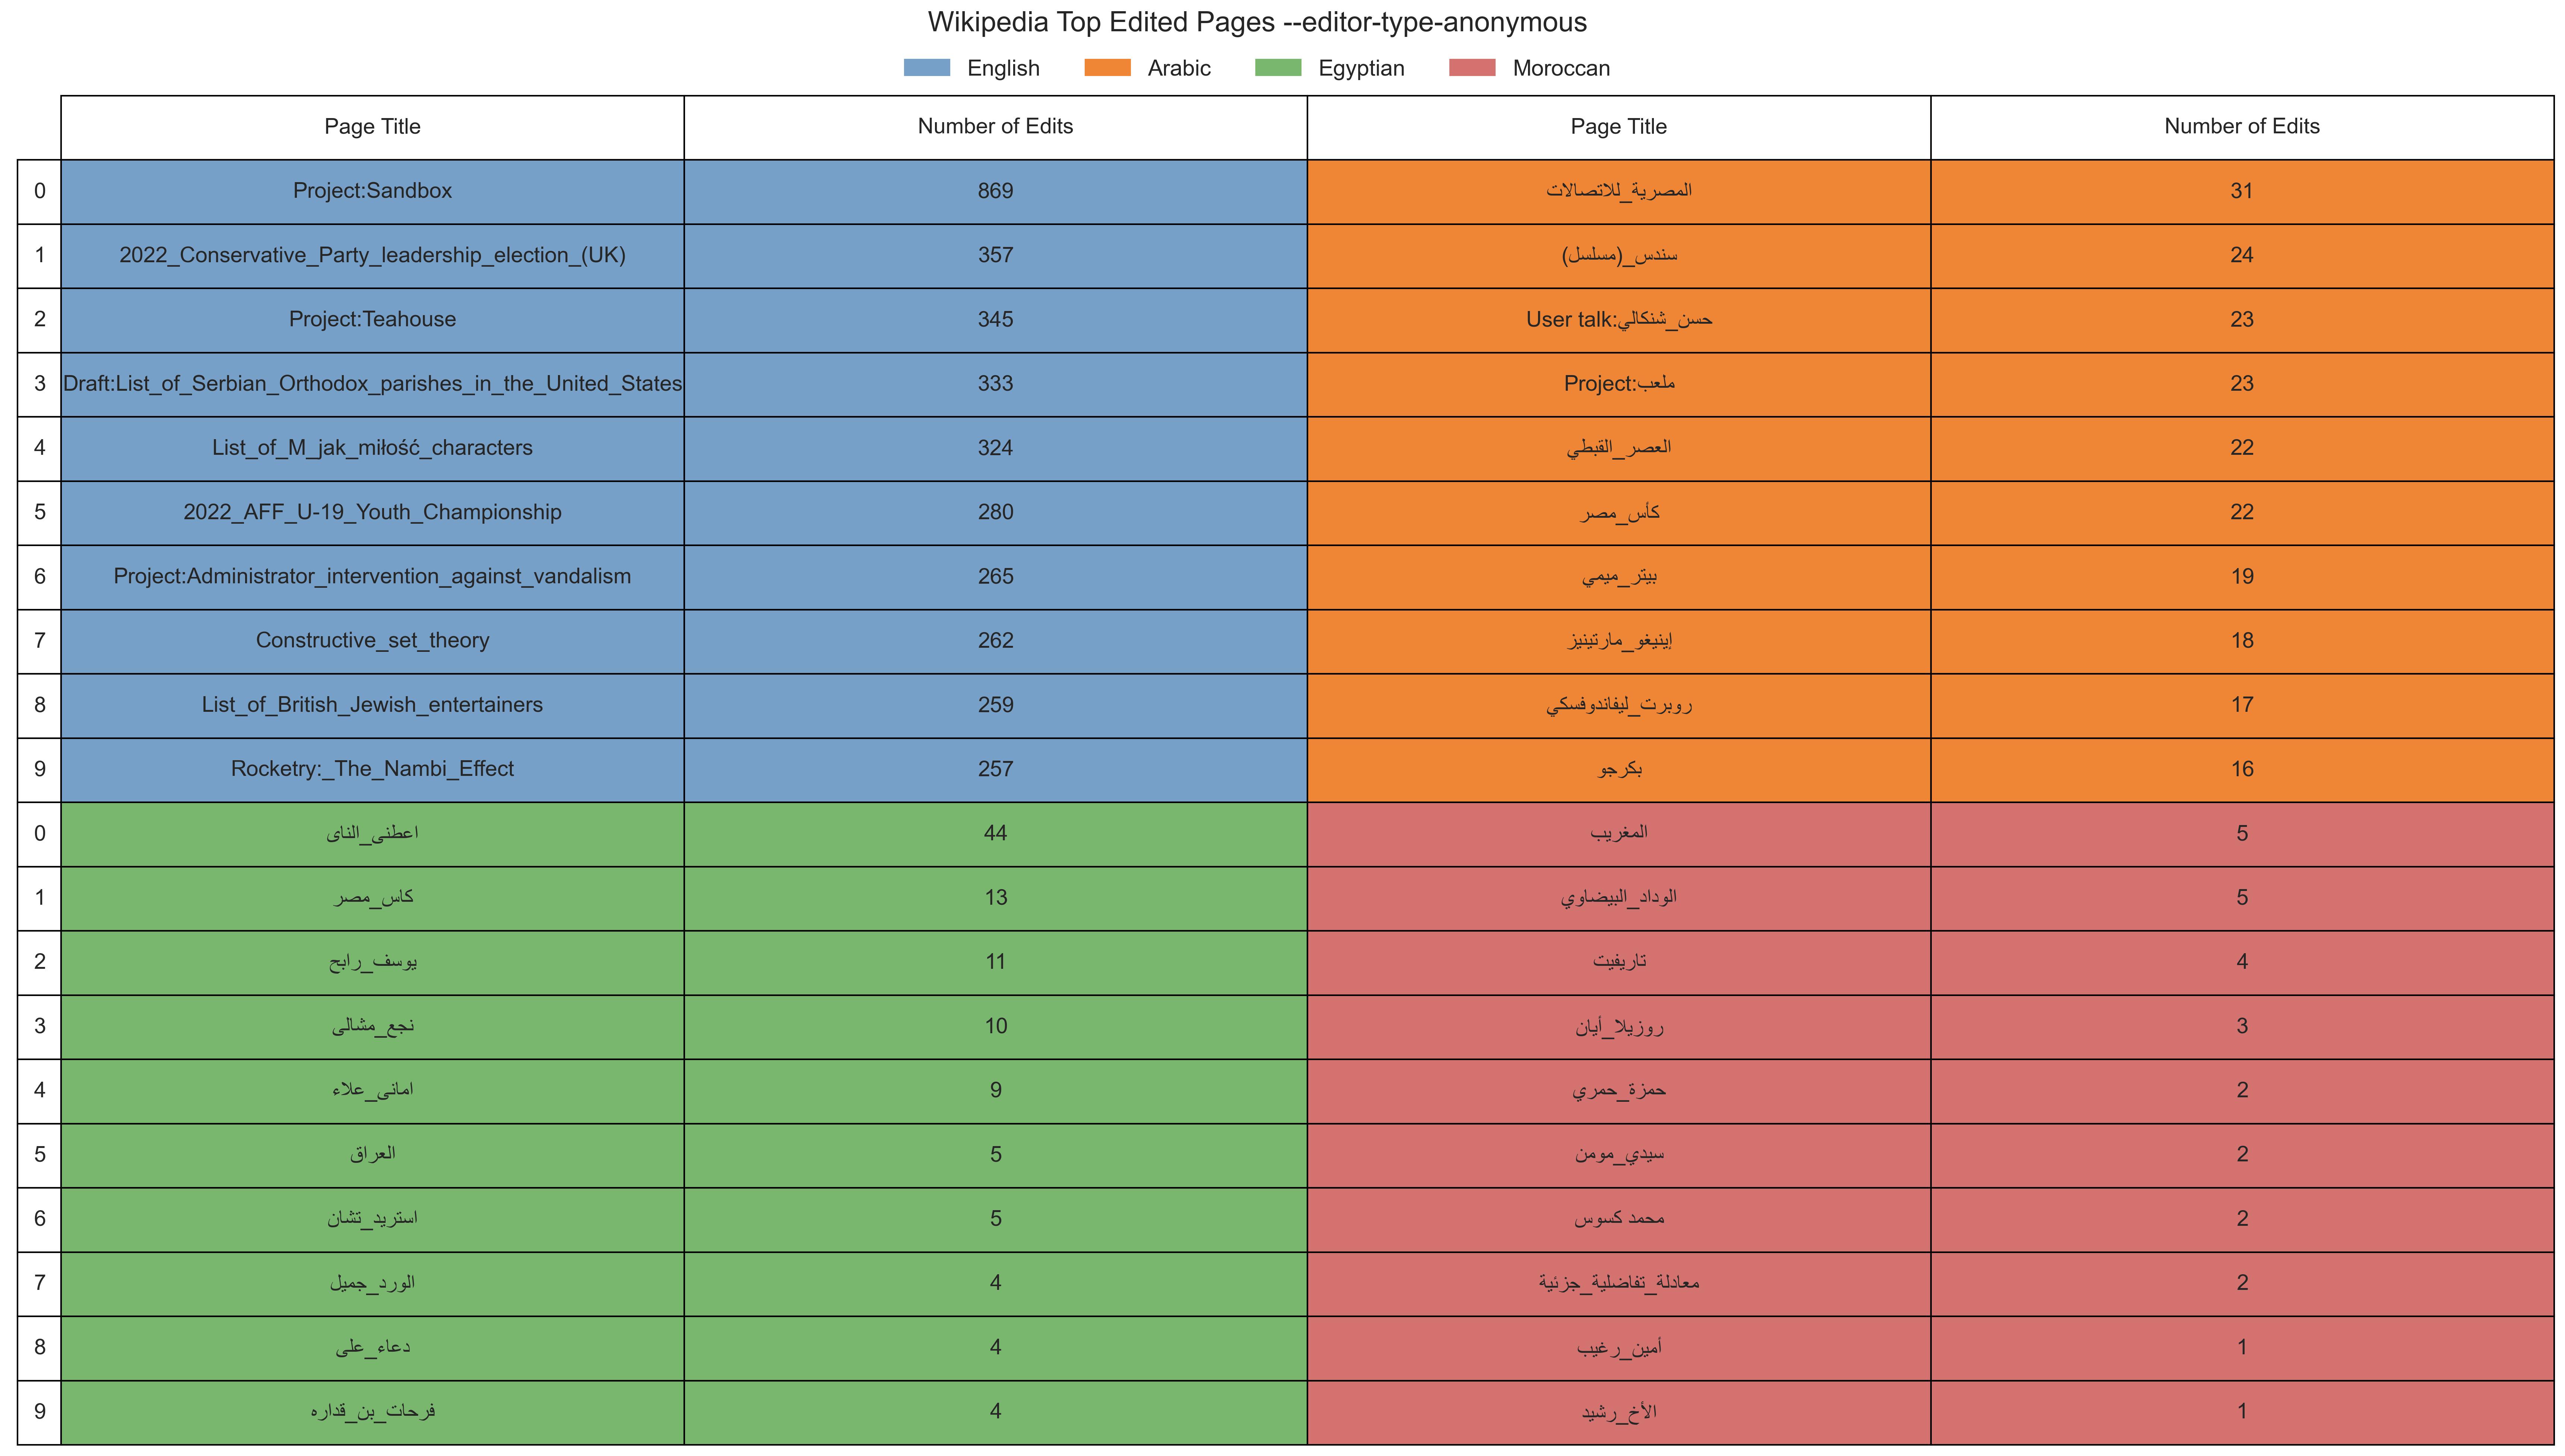 Wikipedia Top Edited Pages --editor-type-anonymous
English Arabic Egyptian Moroccan
Page Title Number of Edits Page Title Number of Edits
0 Project:Sandbox 869 المصرية_للاتصالات 31
1 2022_Conservative_Party_leadership_election_(UK) 357 سندس_(مسلسل) 24
2 Project:Teahouse 345 User talk:حسن_شنكالي 23
3 Draft:List_of_Serbian_Orthodox_parishes_in_the_United_States 333 Project:ملعب 23
4 List_of_M_jak_miłość_characters 324 العصر_القبطي 22
5 2022_AFF_U-19_Youth_Championship 280 كأس_مصر 22
6 Project:Administrator_intervention_against_vandalism 265 بيتر_ميمي 19
7 Constructive_set_theory 262 إينيغو_مارتينيز 18
8 List_of_British_Jewish_entertainers 259 روبرت_ليفاندوفسكي 17
9 Rocketry:_The_Nambi_Effect 257 بكرجو 16
0 اعطنى_الناى 44 المغريب 5
1 كاس_مصر 13 الوداد_البيضاوي 5
2 يوسف_رابح 11 تاريفيت 4
3 نجع_مشالى 10 روزيلا_أيان 3
4 امانى_علاء 9 حمزة_حمري 2
5 العراق 5 سيدي_مومن 2
6 استريد_تشان 5 محمد كسوس 2
7 الورد_جميل 4 معادلة_تفاضلية_جزئية 2
8 دعاء_على 4 أمين_رغيب 1
9 فرحات_بن_قداره 4 الأخ_رشيد 1